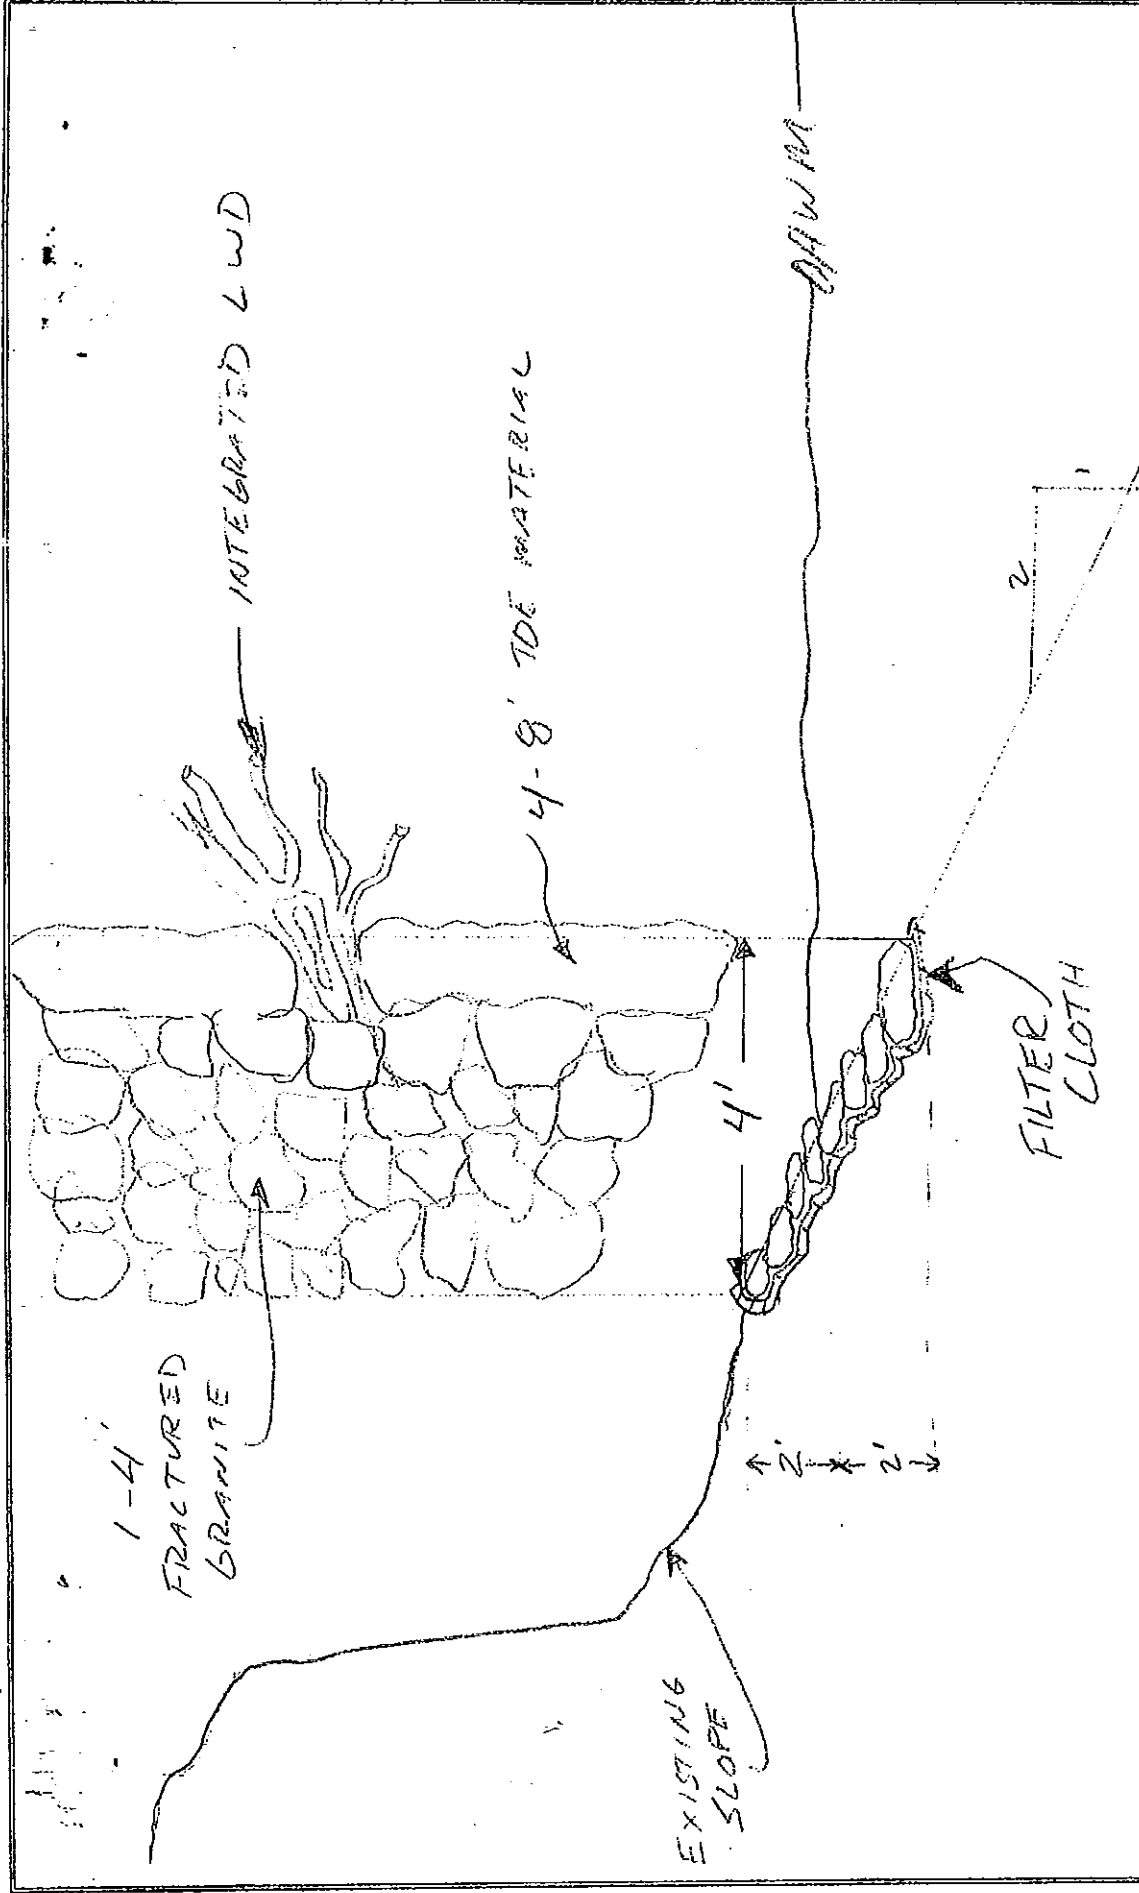 1-4'
FRACTURED
GRANITE
INTEGRATED LWD
4-8' TOE MATERIAL
EXISTING
SLOPE
4'
2'
2'
OHWM
FILTER
CLOTH
2
1